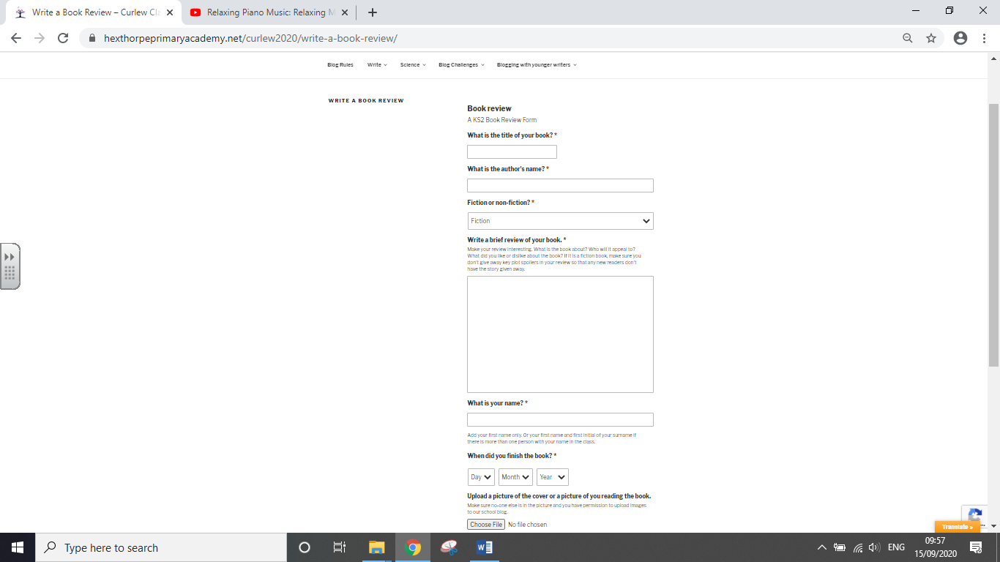 Write a Book Review – Curlew Cla
Relaxing Piano Music: Relaxing M
hexthorpeprimaryacademy.net/curlew2020/write-a-book-review/
Blog Rules Write Science Blog Challenges Blogging with younger writers
WRITE A BOOK REVIEW
Book review
A KS2 Book Review Form
What is the title of your book? *
What is the author's name? *
Fiction or non-fiction? *
Fiction
Write a brief review of your book. *
Make your review interesting. What is the book about? Who will it appeal to?
What did you like or dislike about the book? If it is a fiction book, make sure you
don't give away key plot spoilers in your review so that any new readers don't
have the story given away.
What is your name? *
Add your first name only. Or your first name and first initial of your surname if
there is more than one person with your name in the class.
When did you finish the book? *
Day Month Year
Upload a picture of the cover or a picture of you reading the book.
Make sure no-one else is in the picture and you have permission to upload images
to our school blog.
Choose File No file chosen
Translate »
Type here to search
ENG
09:57
15/09/2020